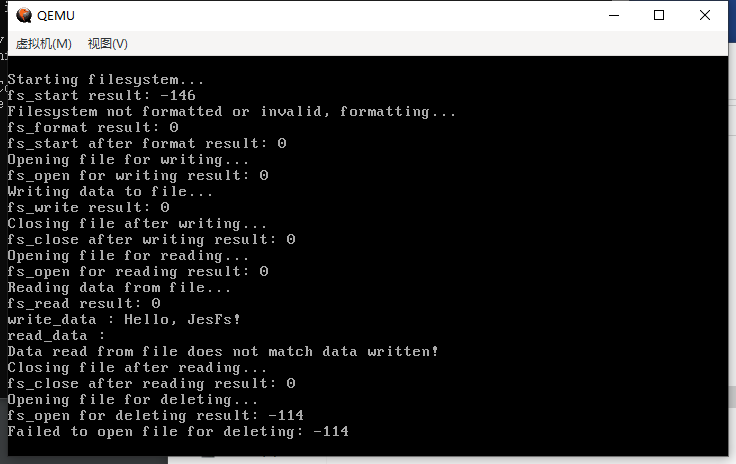 QEMU
虚拟机(M) 视图(V)
Starting filesystem...
fs_start result: -146
Filesystem not formatted or invalid, formatting...
fs_format result: 0
fs_start after format result: 0
Opening file for writing...
fs_open for writing result: 0
Writing data to file...
fs_write result: 0
Closing file after writing...
fs_close after writing result: 0
Opening file for reading...
fs_open for reading result: 0
Reading data from file...
fs_read result: 0
write_data : Hello, JesFs!
read_data :
Data read from file does not match data written!
Closing file after reading...
fs_close after reading result: 0
Opening file for deleting...
fs_open for deleting result: -114
Failed to open file for deleting: -114